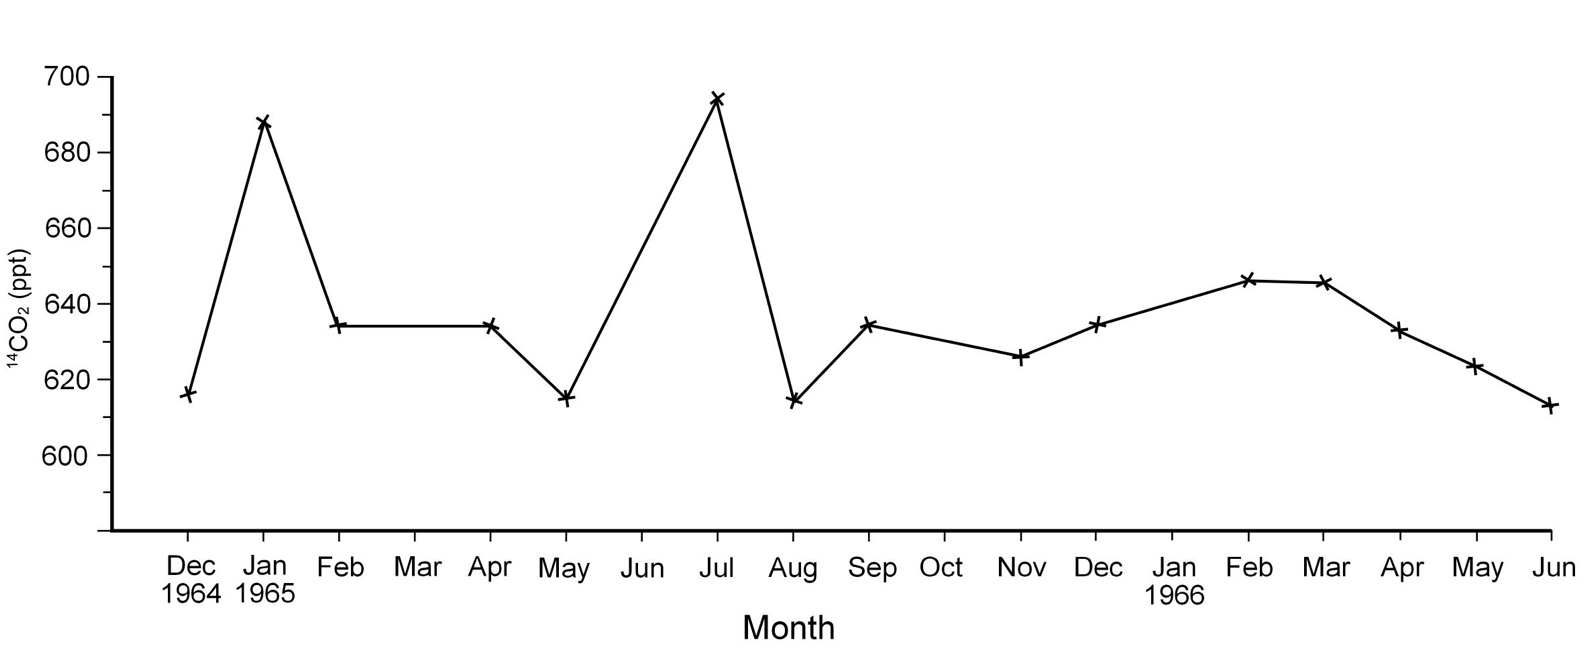 700
680
660
640
620
600
¹⁴CO₂ (ppt)
Dec Jan Feb Mar Apr May Jun Jul Aug Sep Oct Nov Dec Jan Feb Mar Apr May Jun
1964 1965 1966
Month